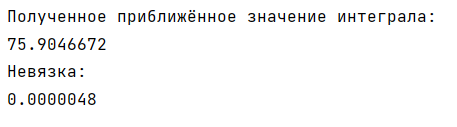 Полученное приближённое значение интеграла:
75.9046672
Невязка:
0.0000048